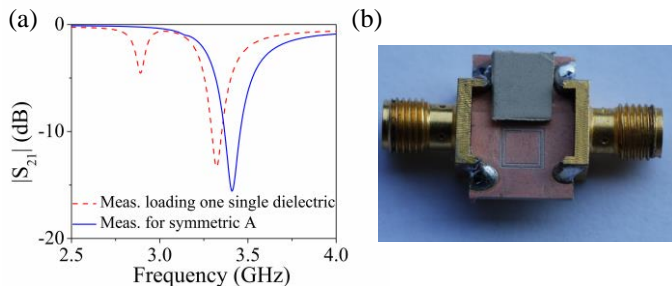 (a)
0
-10
-20
|S21| (dB)
Meas. loading one single dielectric
Meas. for symmetric A
2.5 3.0 3.5 4.0
Frequency (GHz)
(b)